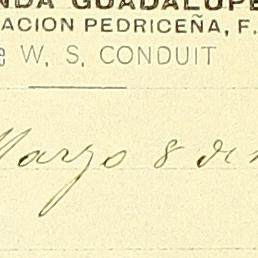 NDA GUADALUPE
ACION PEDRICEÑA, F.
e W. S. CONDUIT
Marzo 8 de